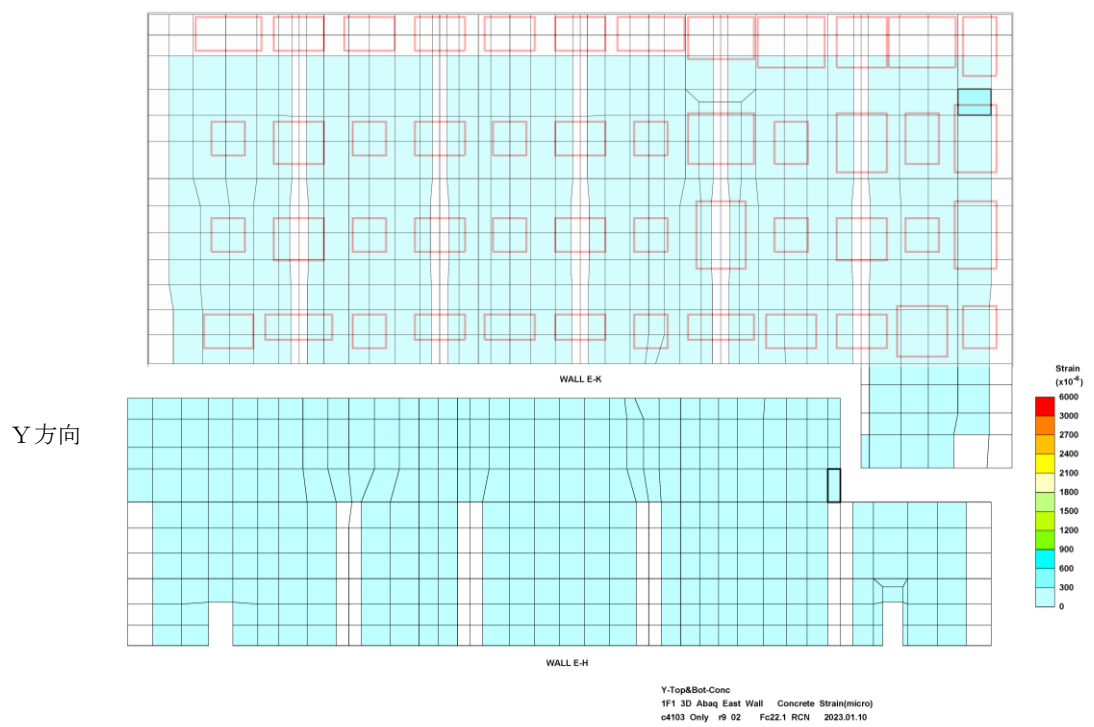 WALL E-K
Strain
(x10⁻⁶)
6000
3000
2700
2400
2100
1800
1500
1200
900
600
300
0
Y方向
WALL E-H
Y-Top&Bot-Conc
1F1 3D Abaq East Wall Concrete Strain(micro)
c4103 Only r9 02 Fc22.1 RCN 2023.01.10